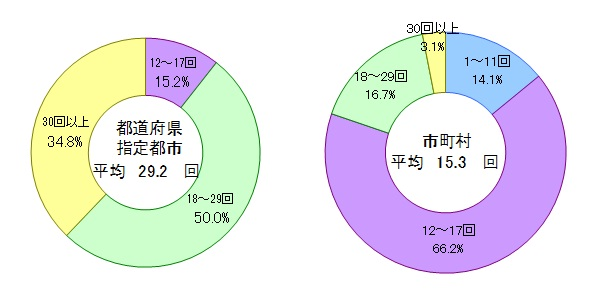 12～17回
15.2%
30回以上
34.8%
都道府県
指定都市
平均 29.2 回
18～29回
50.0%
30回以上
3.1%
1～11回
14.1%
18～29回
16.7%
市町村
平均 15.3 回
12～17回
66.2%